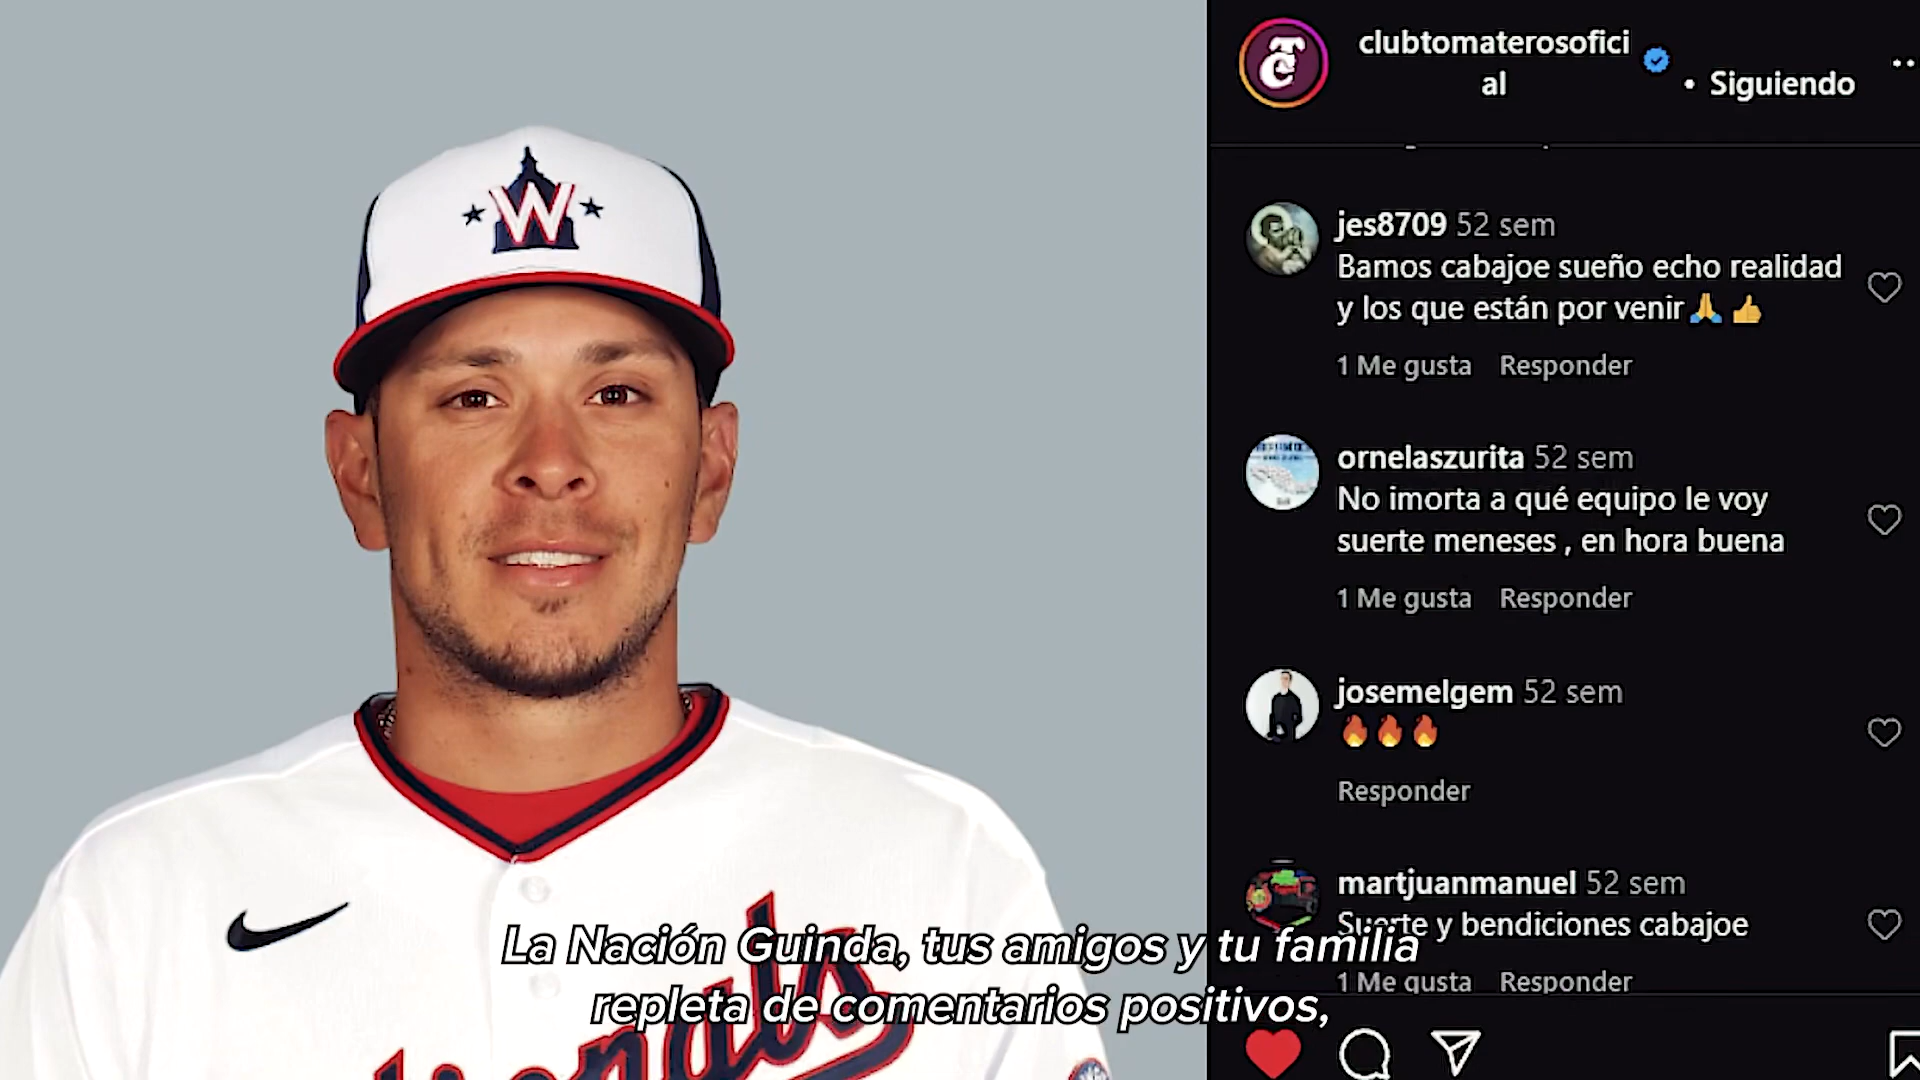 W
clubtomaterosofici
al
• Siguiendo
jes8709 52 sem
Bamos cabajoe sueño echo realidad
y los que están por venir🙏👍
1 Me gusta Responder
ornelaszurita 52 sem
No imorta a qué equipo le voy
suerte meneses , en hora buena
1 Me gusta Responder
josemelgem 52 sem
🔥🔥🔥
Responder
martjuanmanuel 52 sem
Suerte y bendiciones cabajoe
1 Me gusta Responder
La Nación Guinda, tus amigos y tu familia
repleta de comentarios positivos,